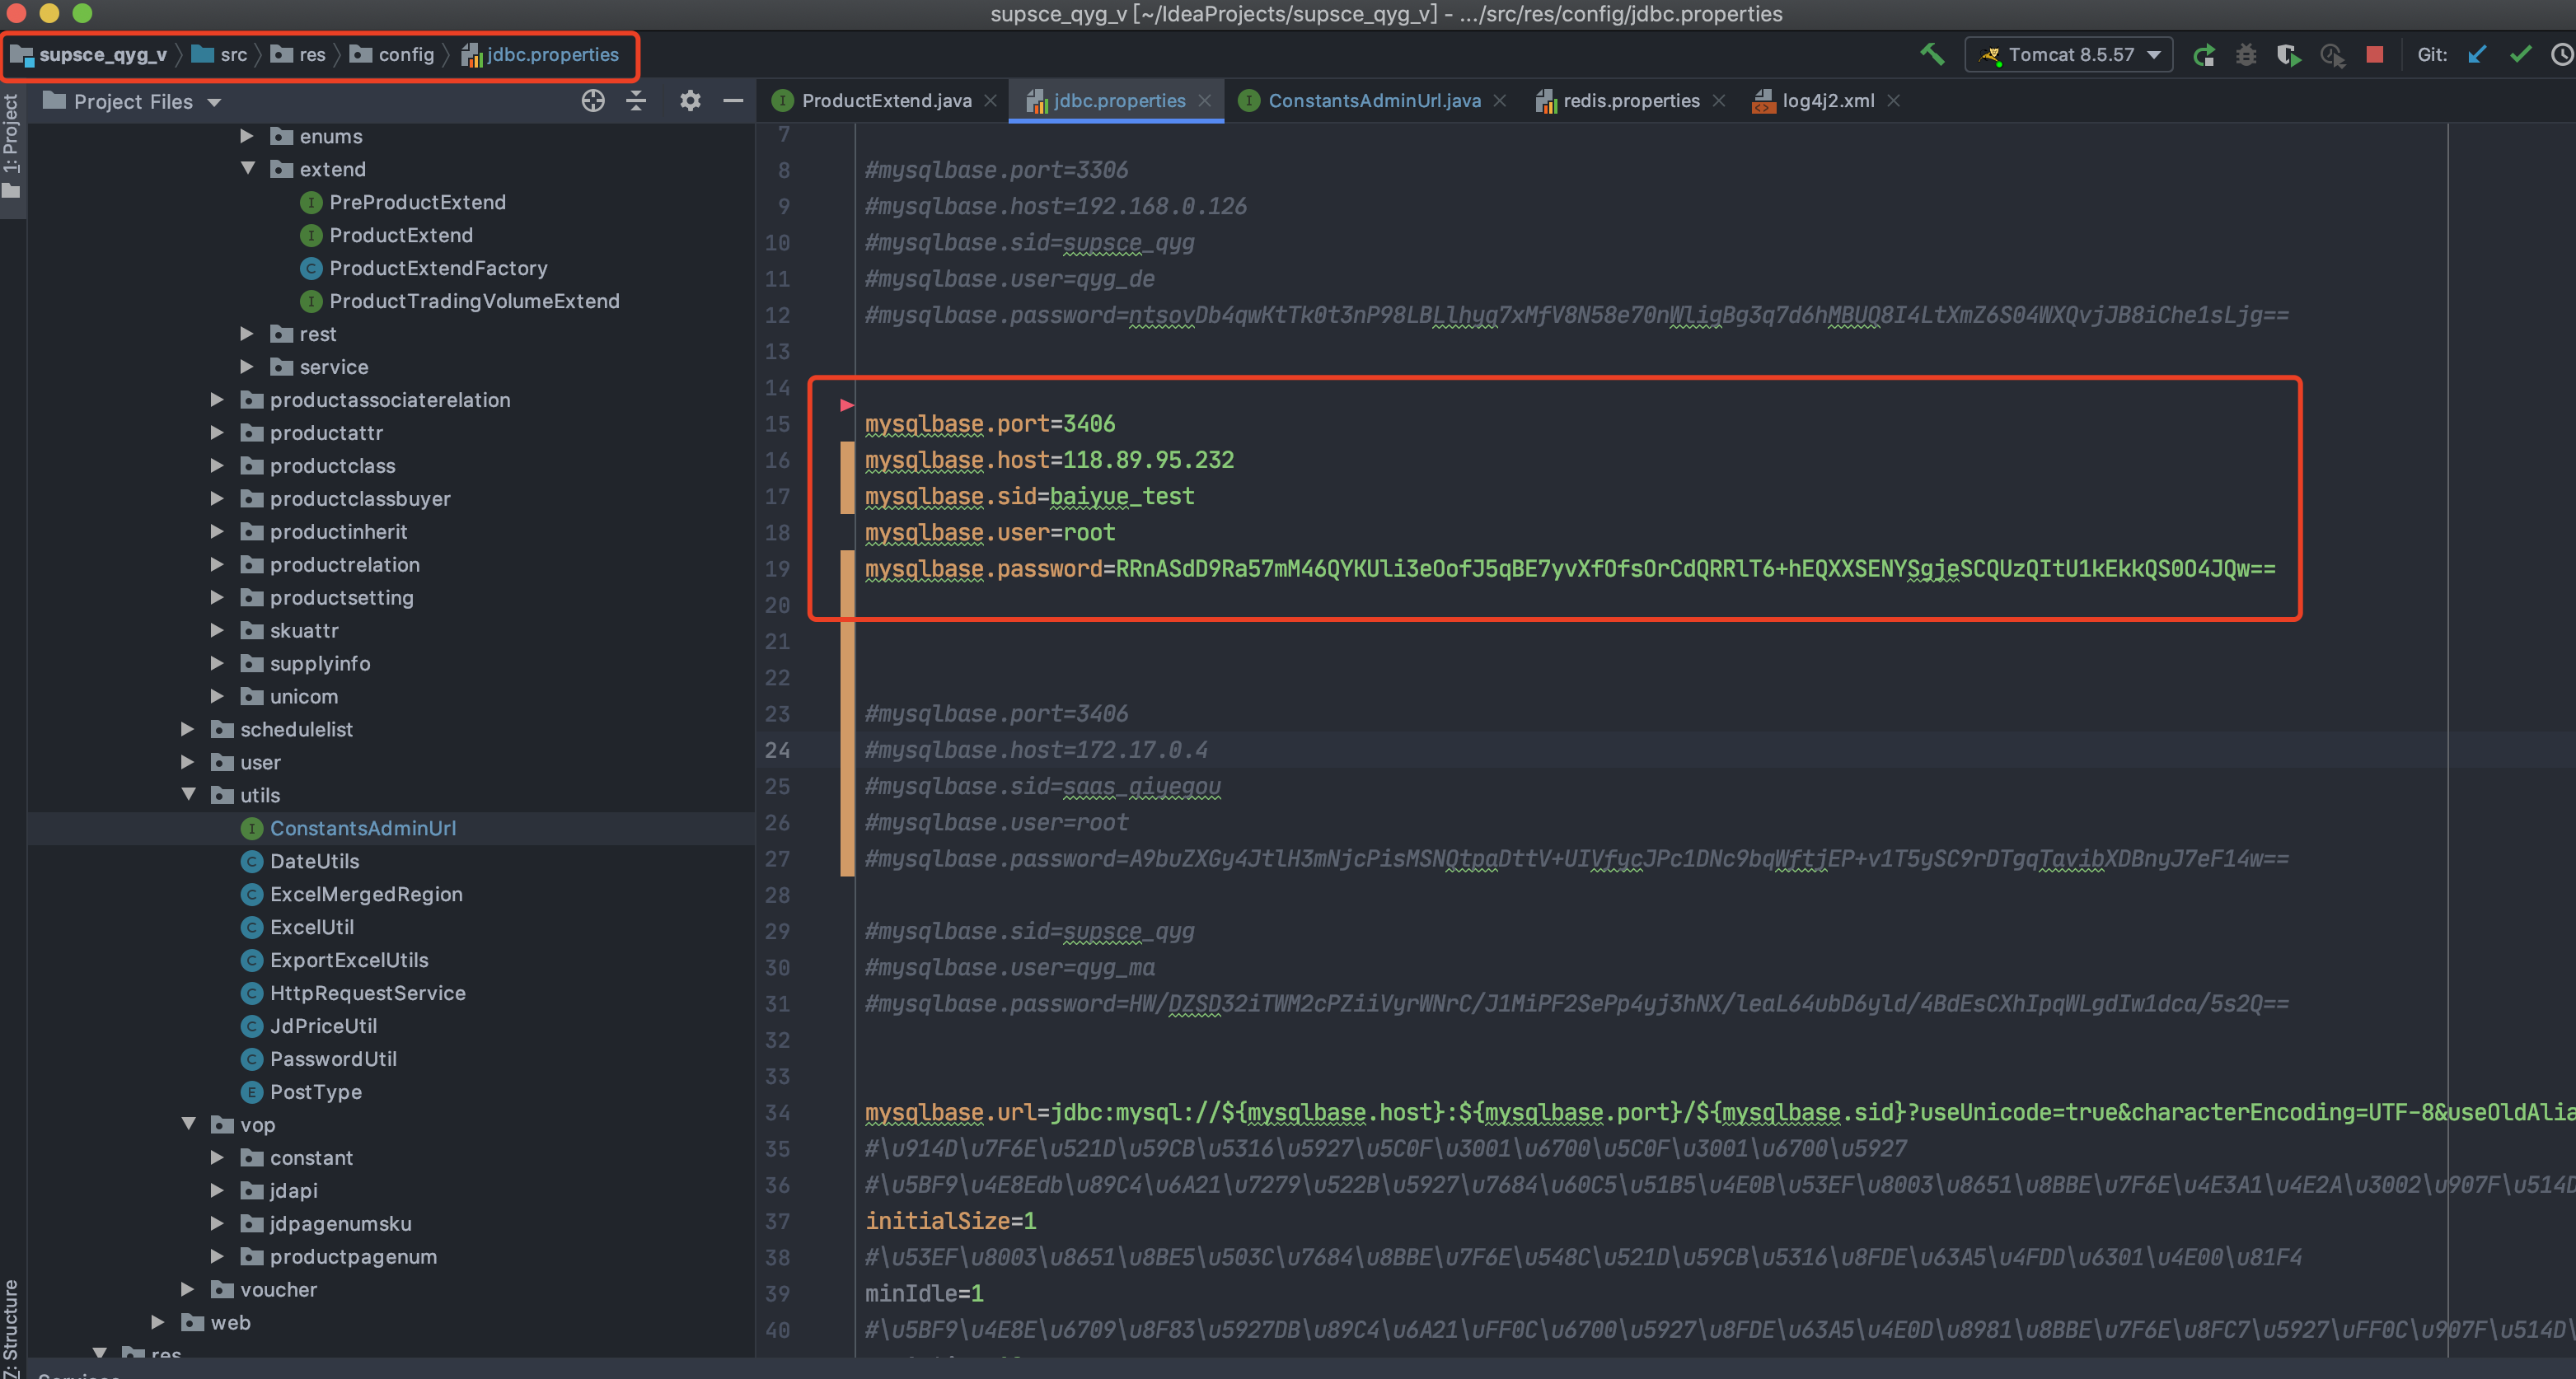 supsce_qyg_v [~/IdeaProjects/supsce_qyg_v] - .../src/res/config/jdbc.properties
supsce_qyg_v src res config jdbc.properties
Tomcat 8.5.57 Git:
Project Files
ProductExtend.java jdbc.properties ConstantsAdminUrl.java redis.properties log4j2.xml
1: Project
enums
extend
PreProductExtend
ProductExtend
ProductExtendFactory
ProductTradingVolumeExtend
rest
service
productassociaterelation
productattr
productclass
productclassbuyer
productinherit
productrelation
productsetting
skuattr
supplyinfo
unicom
schedulelist
user
utils
ConstantsAdminUrl
DateUtils
ExcelMergedRegion
ExcelUtil
ExportExcelUtils
HttpRequestService
JdPriceUtil
PasswordUtil
PostType
vop
constant
jdapi
jdpagenumsku
productpagenum
voucher
web
res
7: Structure
7
8 #mysqlbase.port=3306
9 #mysqlbase.host=192.168.0.126
10 #mysqlbase.sid=supsce_qyg
11 #mysqlbase.user=qyg_de
12 #mysqlbase.password=ntsovDb4qwKtTk0t3nP98LBLlhyq7xMfV8N58e70nWligBg3q7d6hMBUQ8I4LtXmZ6S04WXQvjJB8iChe1sLjg==
13
14
15 mysqlbase.port=3406
16 mysqlbase.host=118.89.95.232
17 mysqlbase.sid=baiyue_test
18 mysqlbase.user=root
19 mysqlbase.password=RRnASdD9Ra57mM46QYKUli3eOofJ5qBE7yvXfOfsOrCdQRRlT6+hEQXXSENYSgjeSCQUzQItU1kEkkQS0O4JQw==
20
21
22
23 #mysqlbase.port=3406
24 #mysqlbase.host=172.17.0.4
25 #mysqlbase.sid=saas_qiyegou
26 #mysqlbase.user=root
27 #mysqlbase.password=A9buZXGy4JtlH3mNjcPisMSNQtpaDttV+UIVfycJPc1DNc9bqWftjEP+v1T5ySC9rDTgqTavibXDBnyJ7eF14w==
28
29 #mysqlbase.sid=supsce_qyg
30 #mysqlbase.user=qyg_ma
31 #mysqlbase.password=HW/DZSD32iTWM2cPZiiVyrWNrC/J1MiPF2SePp4yj3hNX/leaL64ubD6yld/4BdEsCXhIpqWLgdIw1dca/5s2Q==
32
33
34 mysqlbase.url=jdbc:mysql://${mysqlbase.host}:${mysqlbase.port}/${mysqlbase.sid}?useUnicode=true&characterEncoding=UTF-8&useOldAlia
35 #\u914D\u7F6E\u521D\u59CB\u5316\u5927\u5C0F\u3001\u6700\u5C0F\u3001\u6700\u5927
36 #\u5BF9\u4E8Edb\u89C4\u6A21\u7279\u522B\u5927\u7684\u60C5\u51B5\u4E0B\u53EF\u8003\u8651\u8BBE\u7F6E\u4E3A1\u4E2A\u3002\u907F\u514D
37 initialSize=1
38 #\u53EF\u8003\u8651\u8BE5\u503C\u7684\u8BBE\u7F6E\u548C\u521D\u59CB\u5316\u8FDE\u63A5\u4FDD\u6301\u4E00\u81F4
39 minIdle=1
40 #\u5BF9\u4E8E\u6709\u8F83\u5927DB\u89C4\u6A21\uFF0C\u6700\u5927\u8FDE\u63A5\u4E0D\u8981\u8BBE\u7F6E\u8FC7\u5927\uFF0C\u907F\u514D\